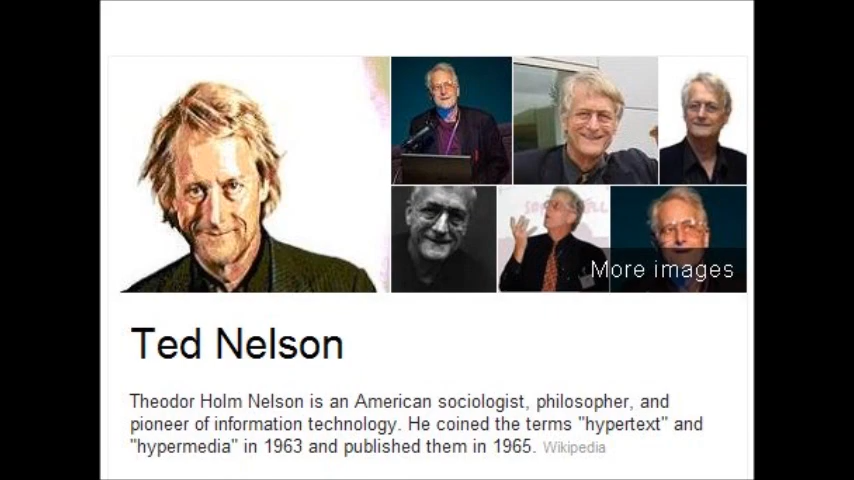 More images
Ted Nelson
Theodor Holm Nelson is an American sociologist, philosopher, and
pioneer of information technology. He coined the terms "hypertext" and
"hypermedia" in 1963 and published them in 1965. Wikipedia